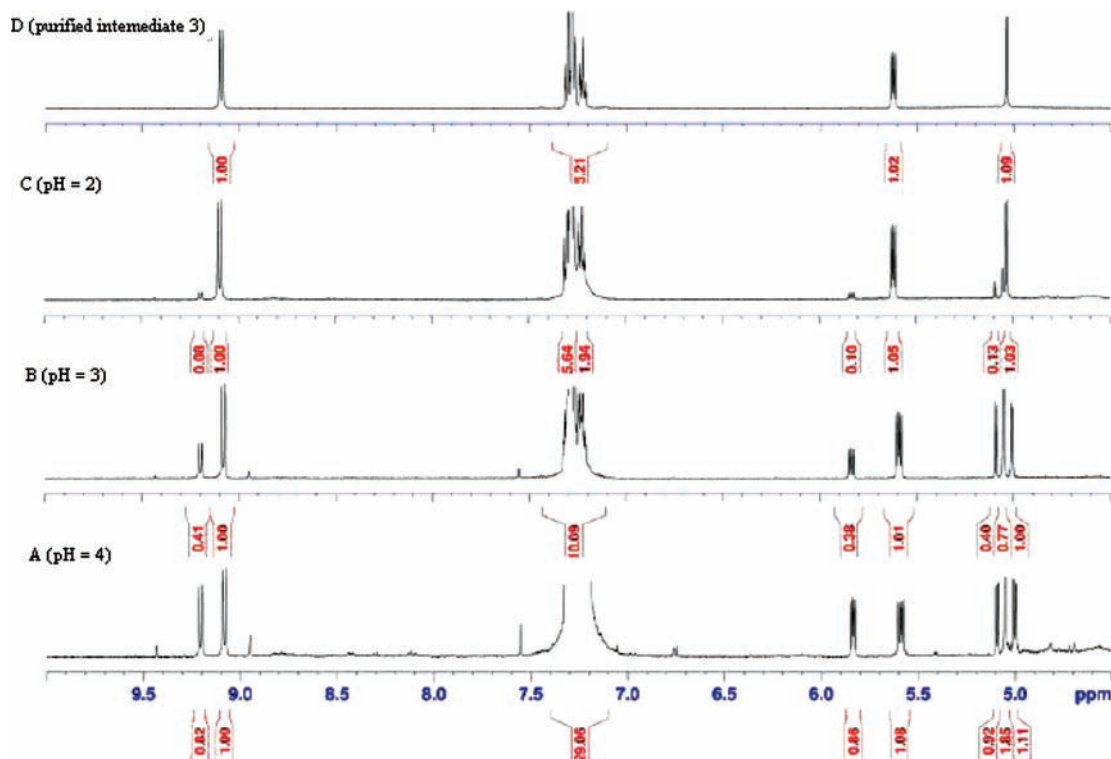 D (purified intemediate 3)
1.00 5.21 1.02 1.09
C (pH = 2)
0.08 1.00 5.64 1.94 0.10 1.05 0.13 1.03
B (pH = 3)
0.41 1.00 10.09 0.38 1.01 0.40 0.77 1.00
A (pH = 4)
9.5 9.0 8.5 8.0 7.5 7.0 6.5 6.0 5.5 5.0 ppm
0.82 1.00 29.06 0.86 1.08 0.92 1.85 1.11